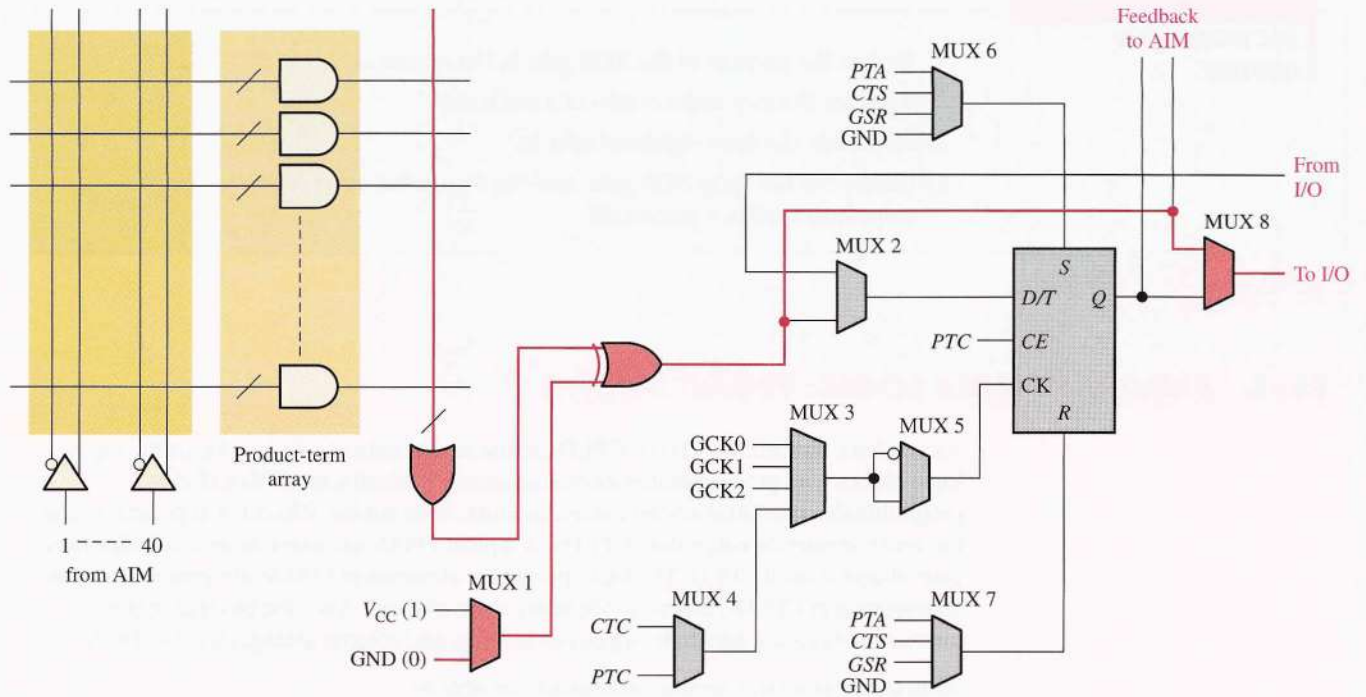 Feedback
to AIM
MUX 6
PTA
CTS
GSR
GND
From
I/O
MUX 8
MUX 2
To I/O
S
D/T
Q
PTC
CE
CK
R
MUX 3
MUX 5
GCK0
GCK1
GCK2
Product-term
array
1
40
from AIM
MUX 1
VCC (1)
GND (0)
MUX 4
CTC
PTC
MUX 7
PTA
CTS
GSR
GND